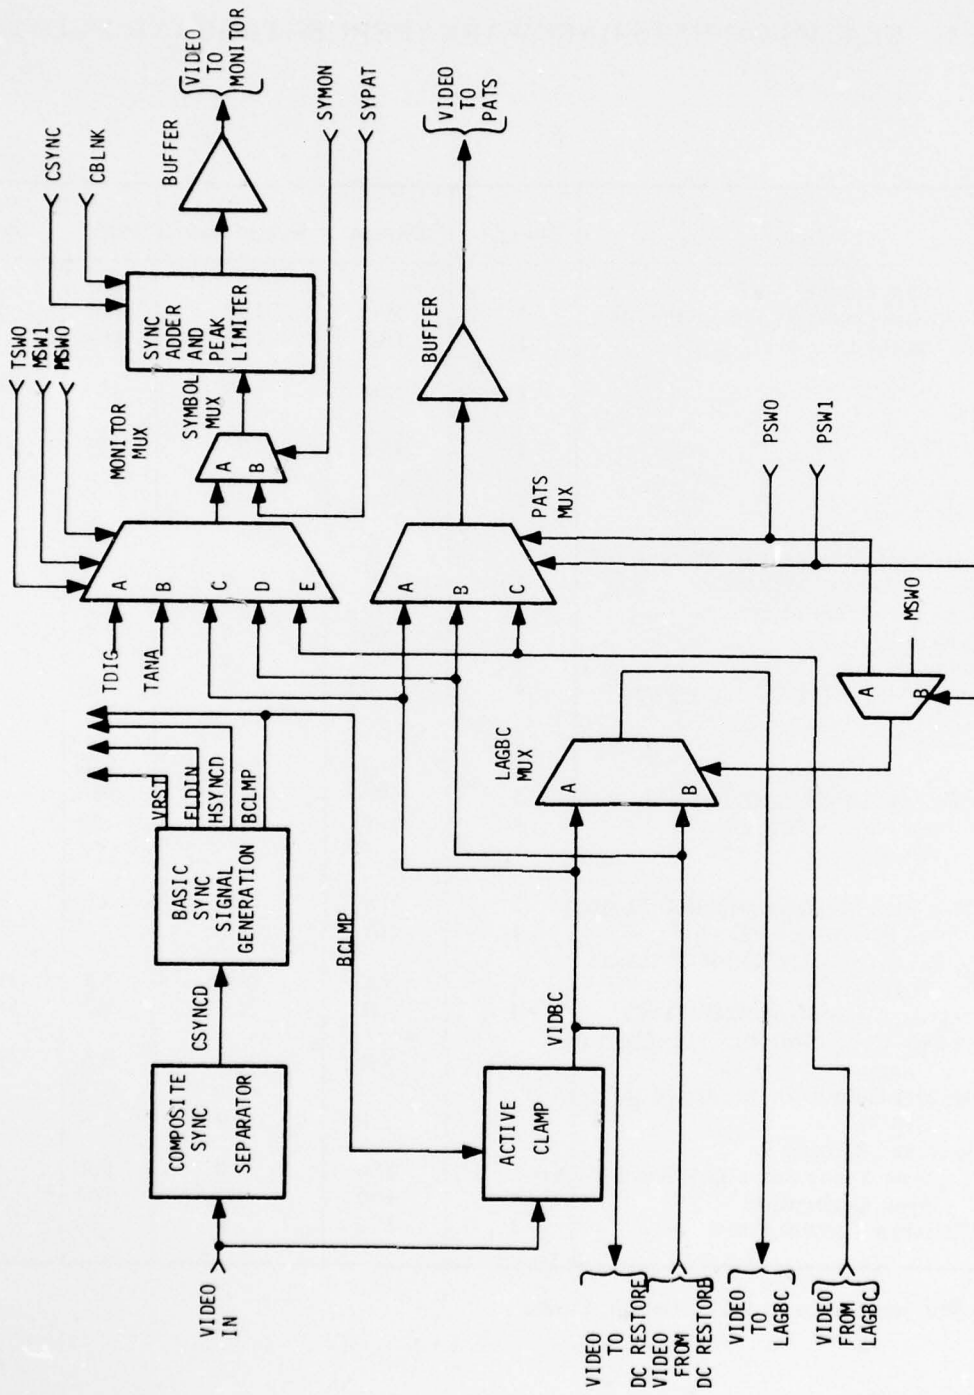 VIDEO
IN
COMPOSITE
SYNC
SEPARATOR
CSYNCD
BASIC
SYNC
SIGNAL
GENERATION
VRST
FLDIN
HSYNCD
BCLMP
BCLMP
ACTIVE
CLAMP
VIDBC
VIDEO
TO
DC RESTORE
VIDEO
FROM
DC RESTORE
VIDEO
TO
LAGBC
VIDEO
FROM
LAGBC
LAGBC
MUX
A
B
TDIG
TANA
A
B
C
D
E
MONITOR
MUX
TSW0
MSW1
MSW0
SYMBOL
MUX
A
B
SYNC
ADDER
AND
PEAK
LIMITER
CSYNC
CBLNK
BUFFER
VIDEO
TO
MONITOR
SYMON
SYPAT
A
B
C
PATS
MUX
BUFFER
VIDEO
TO
PATS
PSW0
PSW1
A
B
MSW0